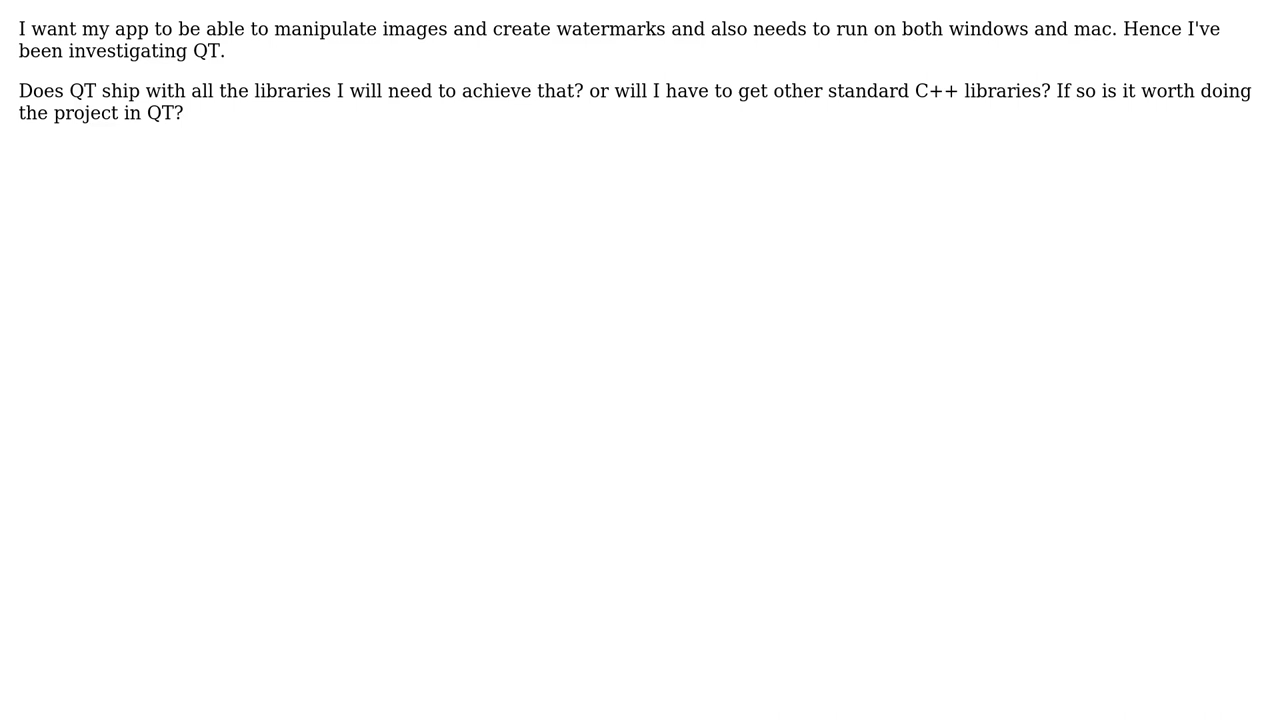 I want my app to be able to manipulate images and create watermarks and also needs to run on both windows and mac. Hence I've
been investigating QT.
Does QT ship with all the libraries I will need to achieve that? or will I have to get other standard C++ libraries? If so is it worth doing
the project in QT?